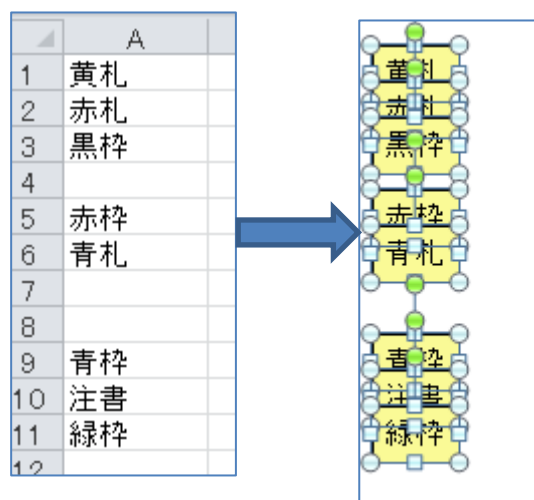 A
1 黄札
2 赤札
3 黒枠
4
5 赤枠
6 青札
7
8
9 青枠
10 注書
11 緑枠
12
黄札
赤札
黒枠
赤枠
青札
青枠
注書
緑枠